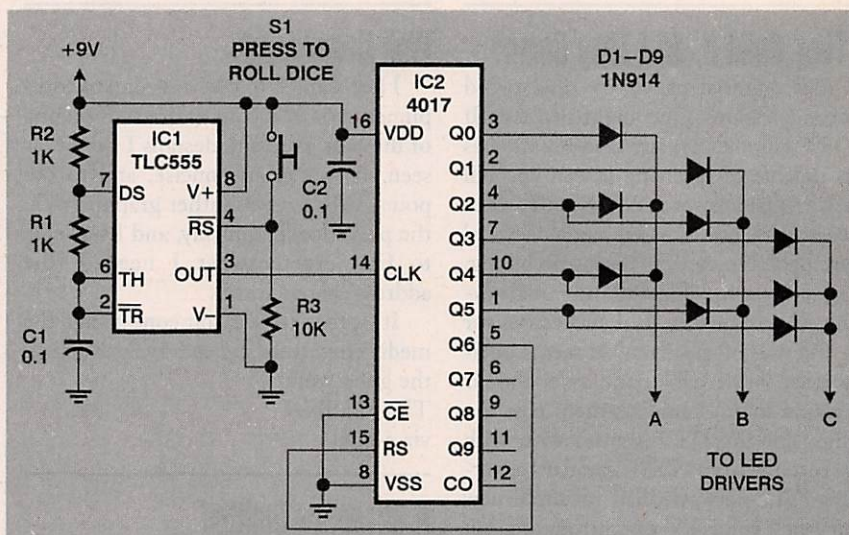 +9V
S1
PRESS TO
ROLL DICE
D1–D9
1N914
R2
1K
R1
1K
C1
0.1
IC1
TLC555
7 DS
6 TH
2 TR
V+ 8
RS 4
OUT 3
V– 1
R3
10K
C2
0.1
IC2
4017
16 VDD
14 CLK
13 CE
15 RS
8 VSS
Q0 3
Q1 2
Q2 4
Q3 7
Q4 10
Q5 1
Q6 5
Q7 6
Q8 9
Q9 11
CO 12
A B C
TO LED
DRIVERS